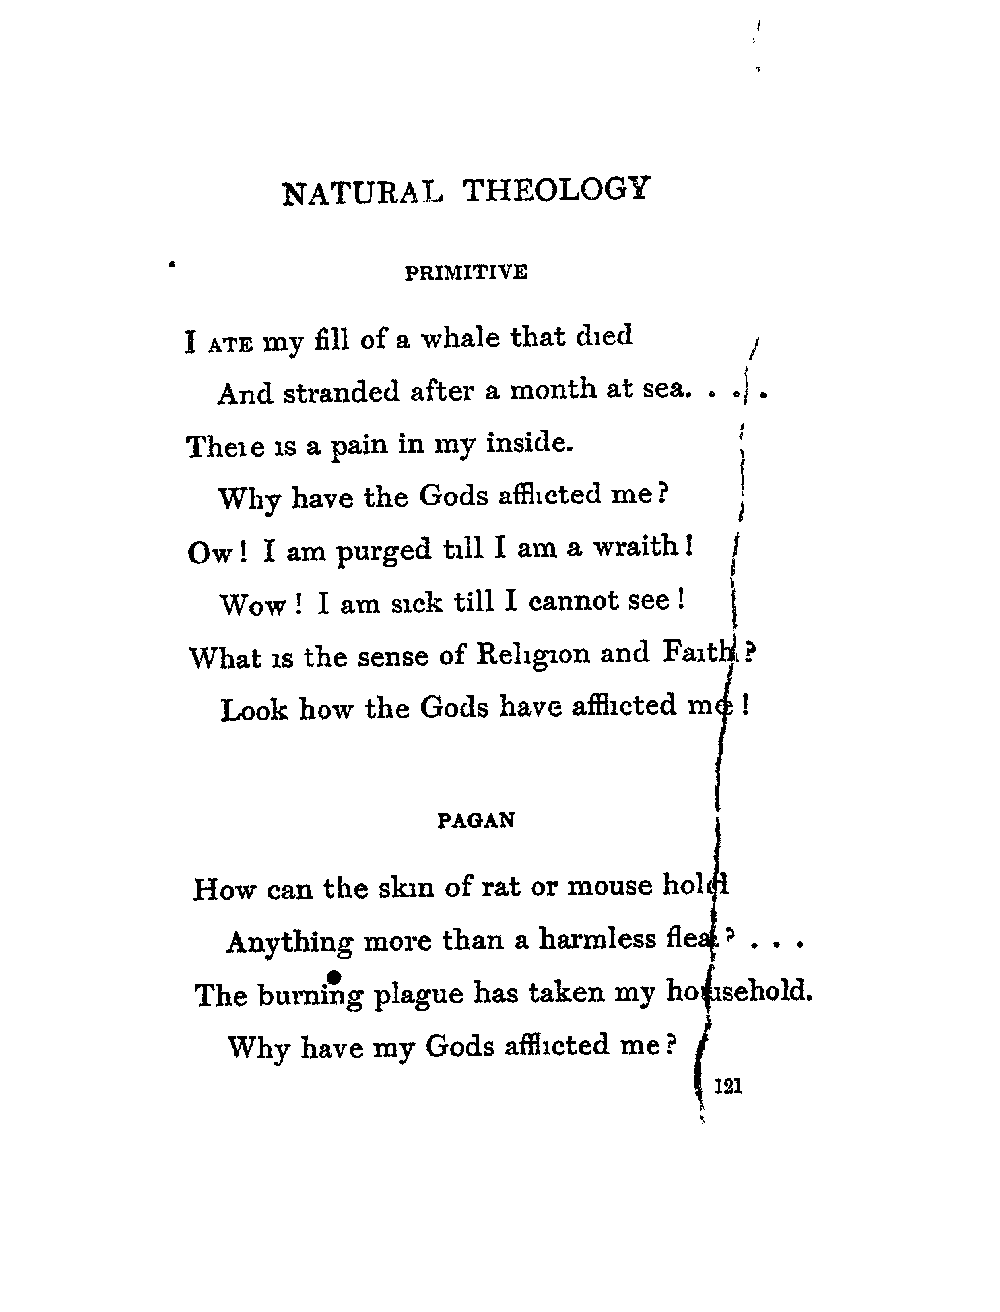 NATURAL THEOLOGY
PRIMITIVE
I ATE my fill of a whale that died
And stranded after a month at sea. . . .
There is a pain in my inside.
Why have the Gods afflicted me?
Ow! I am purged till I am a wraith!
Wow! I am sick till I cannot see!
What is the sense of Religion and Faith?
Look how the Gods have afflicted me!
PAGAN
How can the skin of rat or mouse hold
Anything more than a harmless flea? . . .
The burning plague has taken my household.
Why have my Gods afflicted me?
121